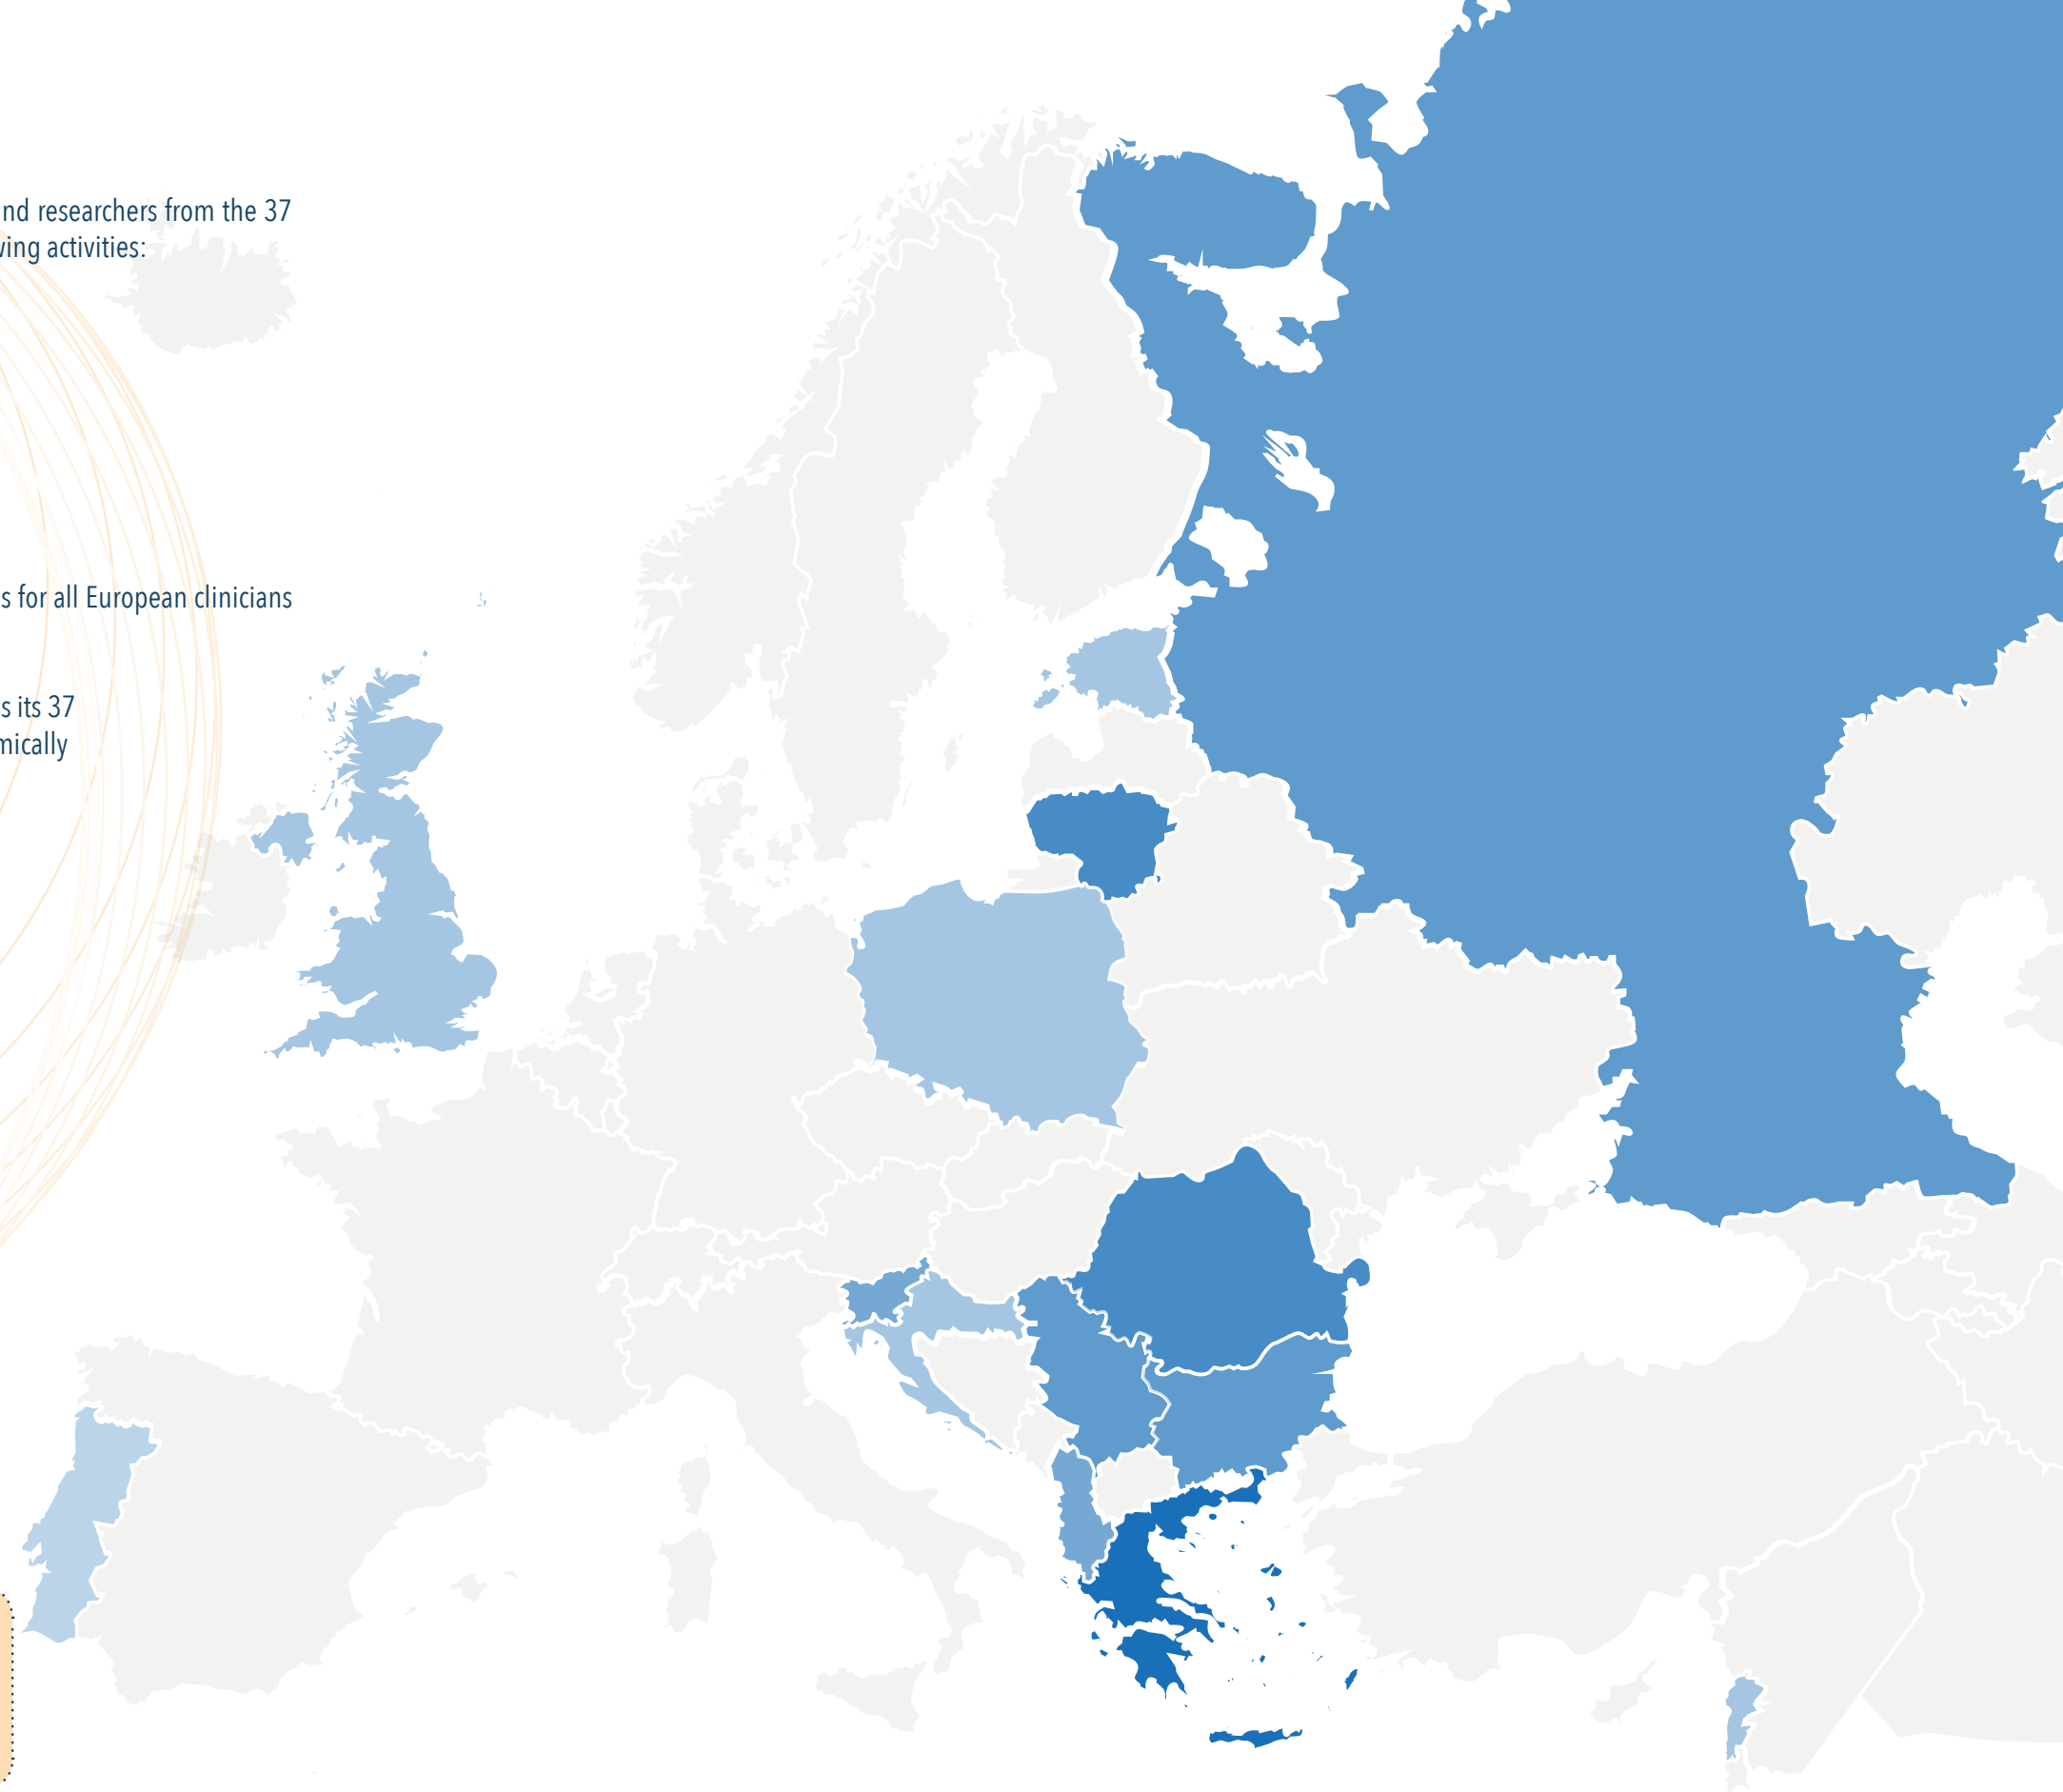 nd researchers from the 37
ving activities:
s for all European clinicians
s its 37
mically